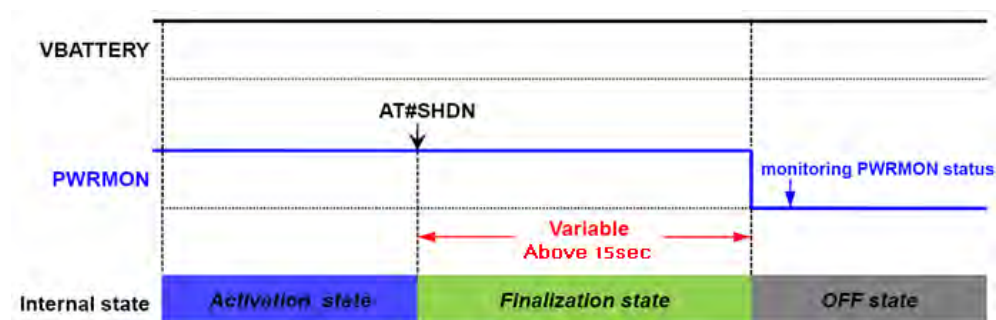 VBATTERY
AT#SHDN
PWRMON
monitoring PWRMON status
Variable
Above 15sec
Internal state
Activation state
Finalization state
OFF state